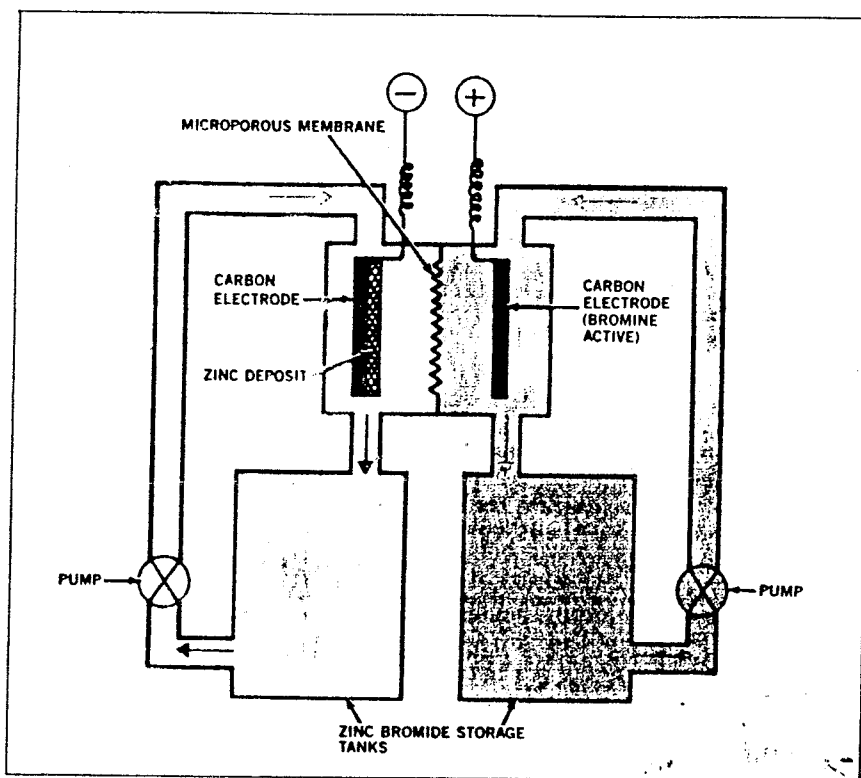 −
+
MICROPOROUS MEMBRANE
CARBON
ELECTRODE
ZINC DEPOSIT
CARBON
ELECTRODE
(BROMINE
ACTIVE)
PUMP
PUMP
ZINC BROMIDE STORAGE
TANKS